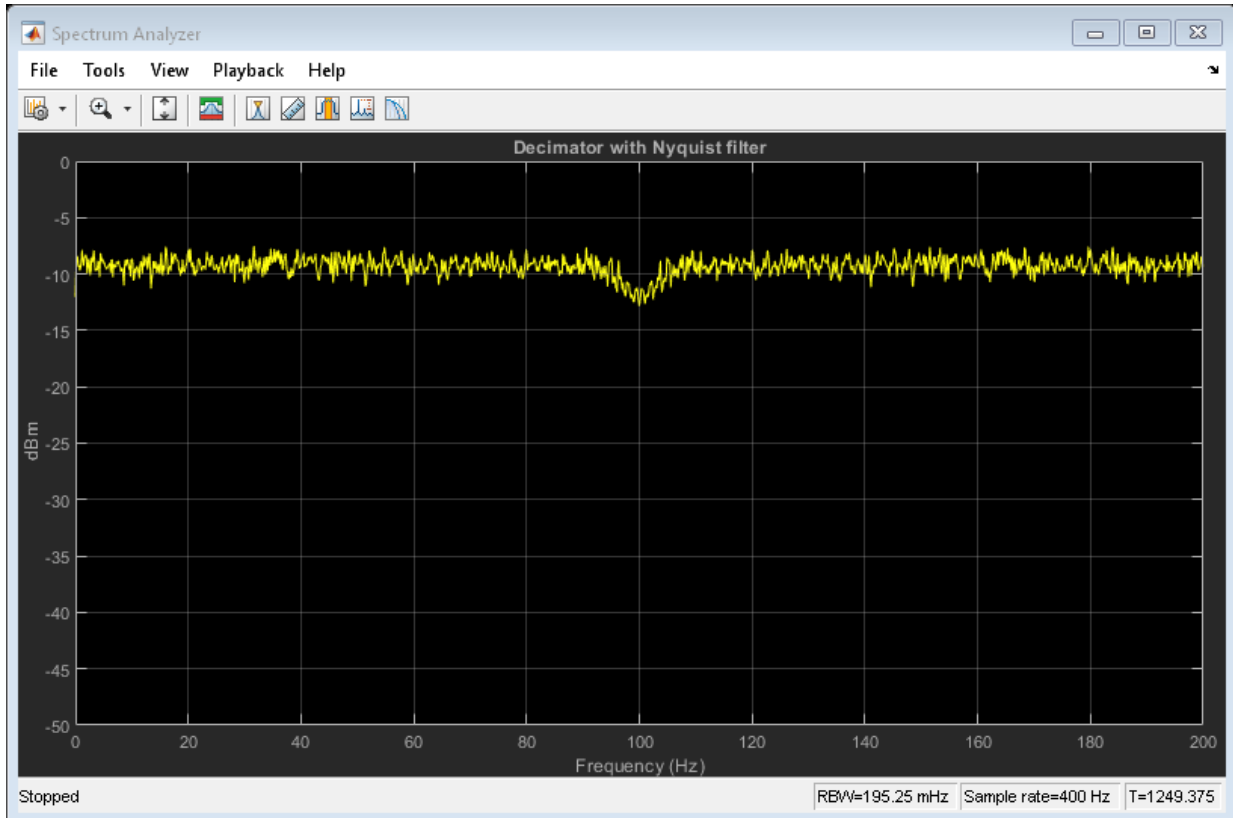 Spectrum Analyzer
File Tools View Playback Help
Decimator with Nyquist filter
0
-5
-10
-15
-20
-25
-30
-35
-40
-45
-50
dBm
0 20 40 60 80 100 120 140 160 180 200
Frequency (Hz)
Stopped RBW=195.25 mHz Sample rate=400 Hz T=1249.375